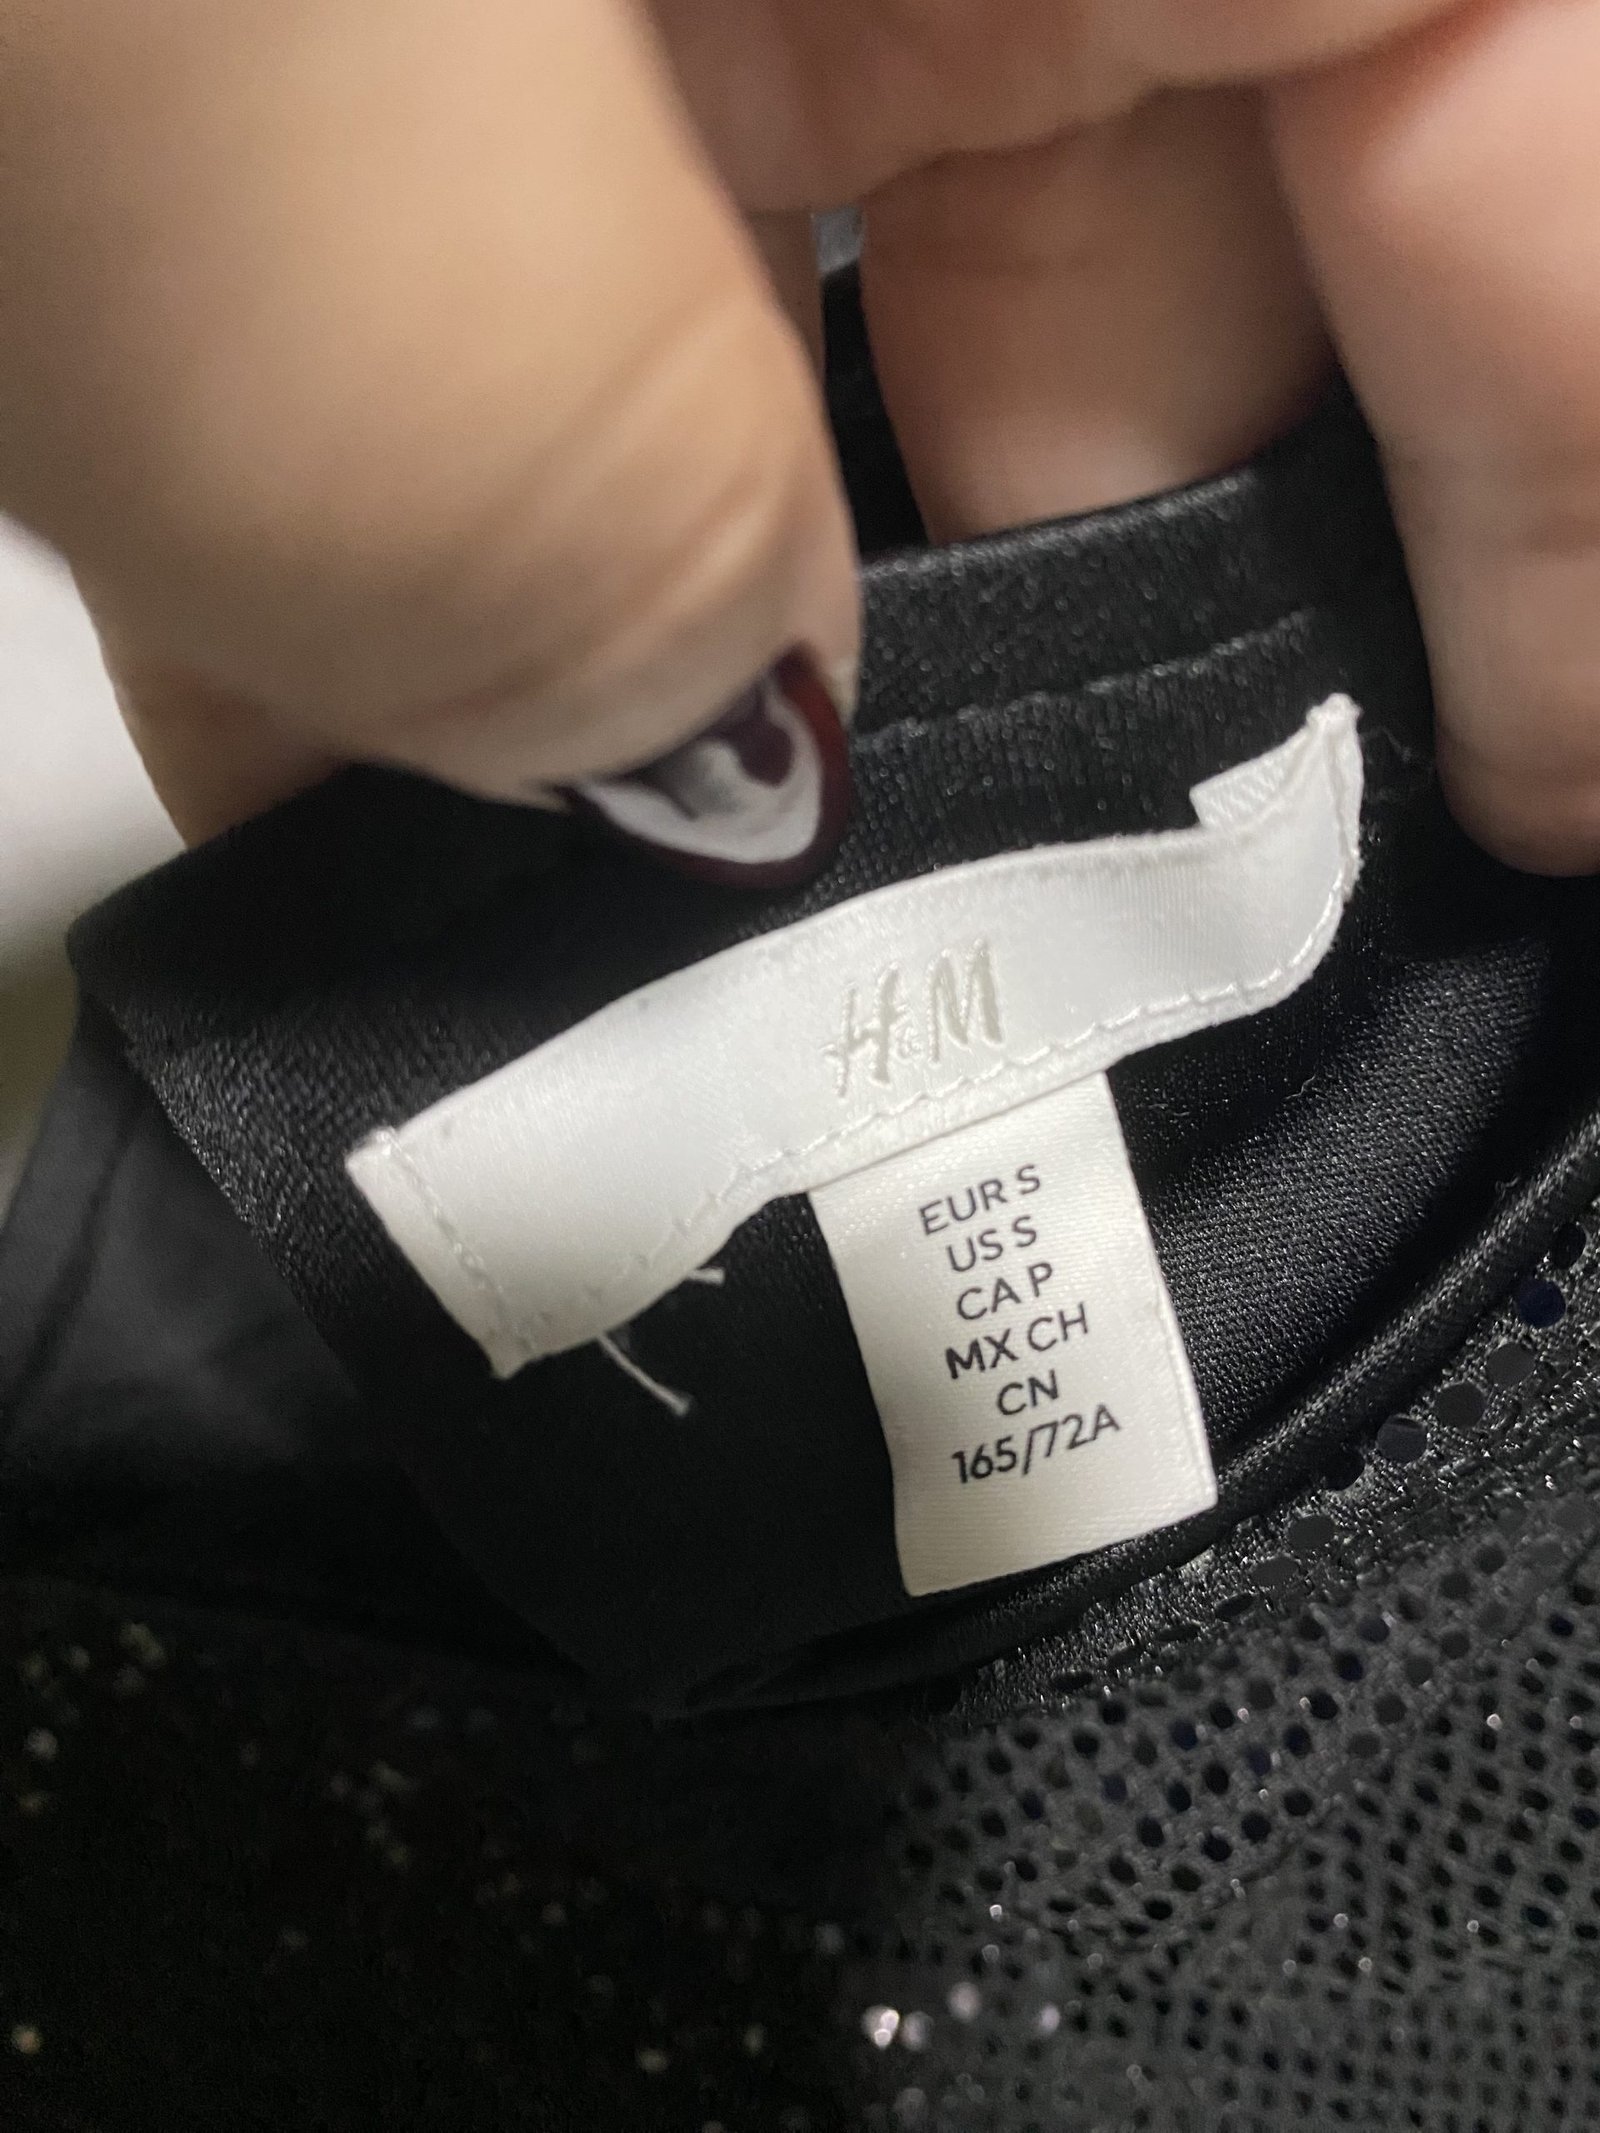 H&M
EUR S
US S
CA P
MX CH
CN
165/72A